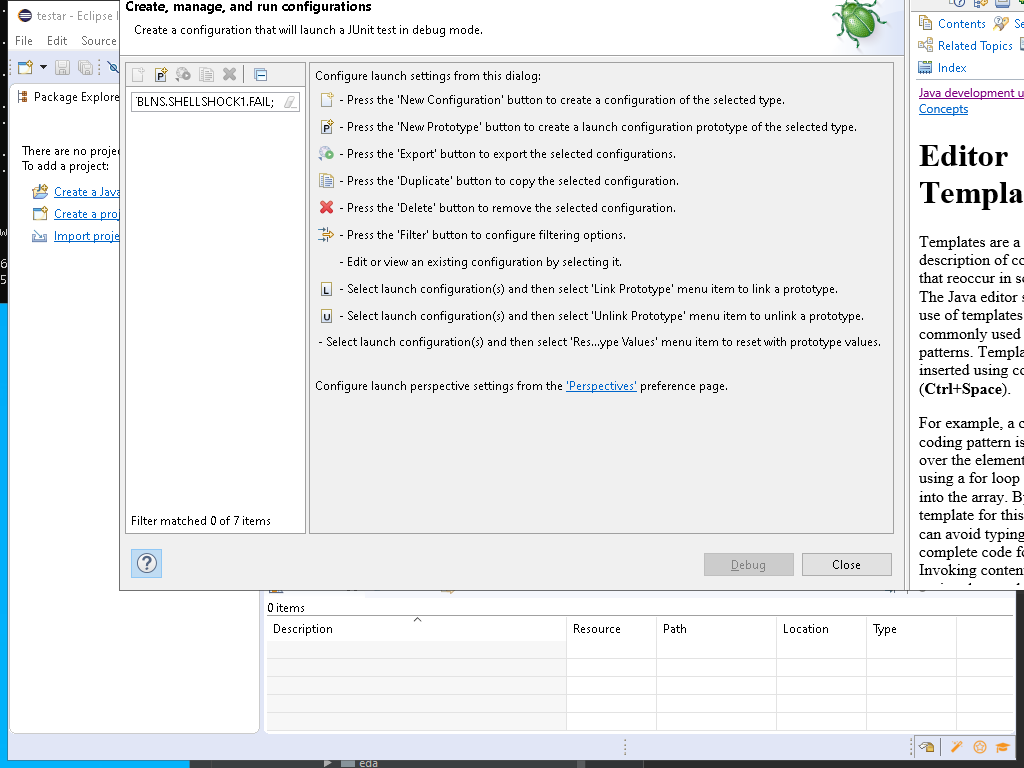 testar - Eclipse
File Edit Source
Package Explore
There are no projec
To add a project:
Create a Java
Create a proj
Import proje
Create, manage, and run configurations
Create a configuration that will launch a JUnit test in debug mode.
`BLNS.SHELLSHOCK1.FAIL;
Filter matched 0 of 7 items
Configure launch settings from this dialog:
- Press the 'New Configuration' button to create a configuration of the selected type.
- Press the 'New Prototype' button to create a launch configuration prototype of the selected type.
- Press the 'Export' button to export the selected configurations.
- Press the 'Duplicate' button to copy the selected configuration.
- Press the 'Delete' button to remove the selected configuration.
- Press the 'Filter' button to configure filtering options.
- Edit or view an existing configuration by selecting it.
L - Select launch configuration(s) and then select 'Link Prototype' menu item to link a prototype.
U - Select launch configuration(s) and then select 'Unlink Prototype' menu item to unlink a prototype.
- Select launch configuration(s) and then select 'Res...ype Values' menu item to reset with prototype values.
Configure launch perspective settings from the 'Perspectives' preference page.
Debug
Close
Contents Se
Related Topics
Index
Java development u
Concepts
Editor
Templa
Templates are a
description of co
that reoccur in so
The Java editor s
use of templates
commonly used
patterns. Templa
inserted using co
(Ctrl+Space).
For example, a c
coding pattern is
over the element
using a for loop
into the array. By
template for this
can avoid typing
complete code fo
Invoking conten
0 items
Description Resource Path Location Type
eda